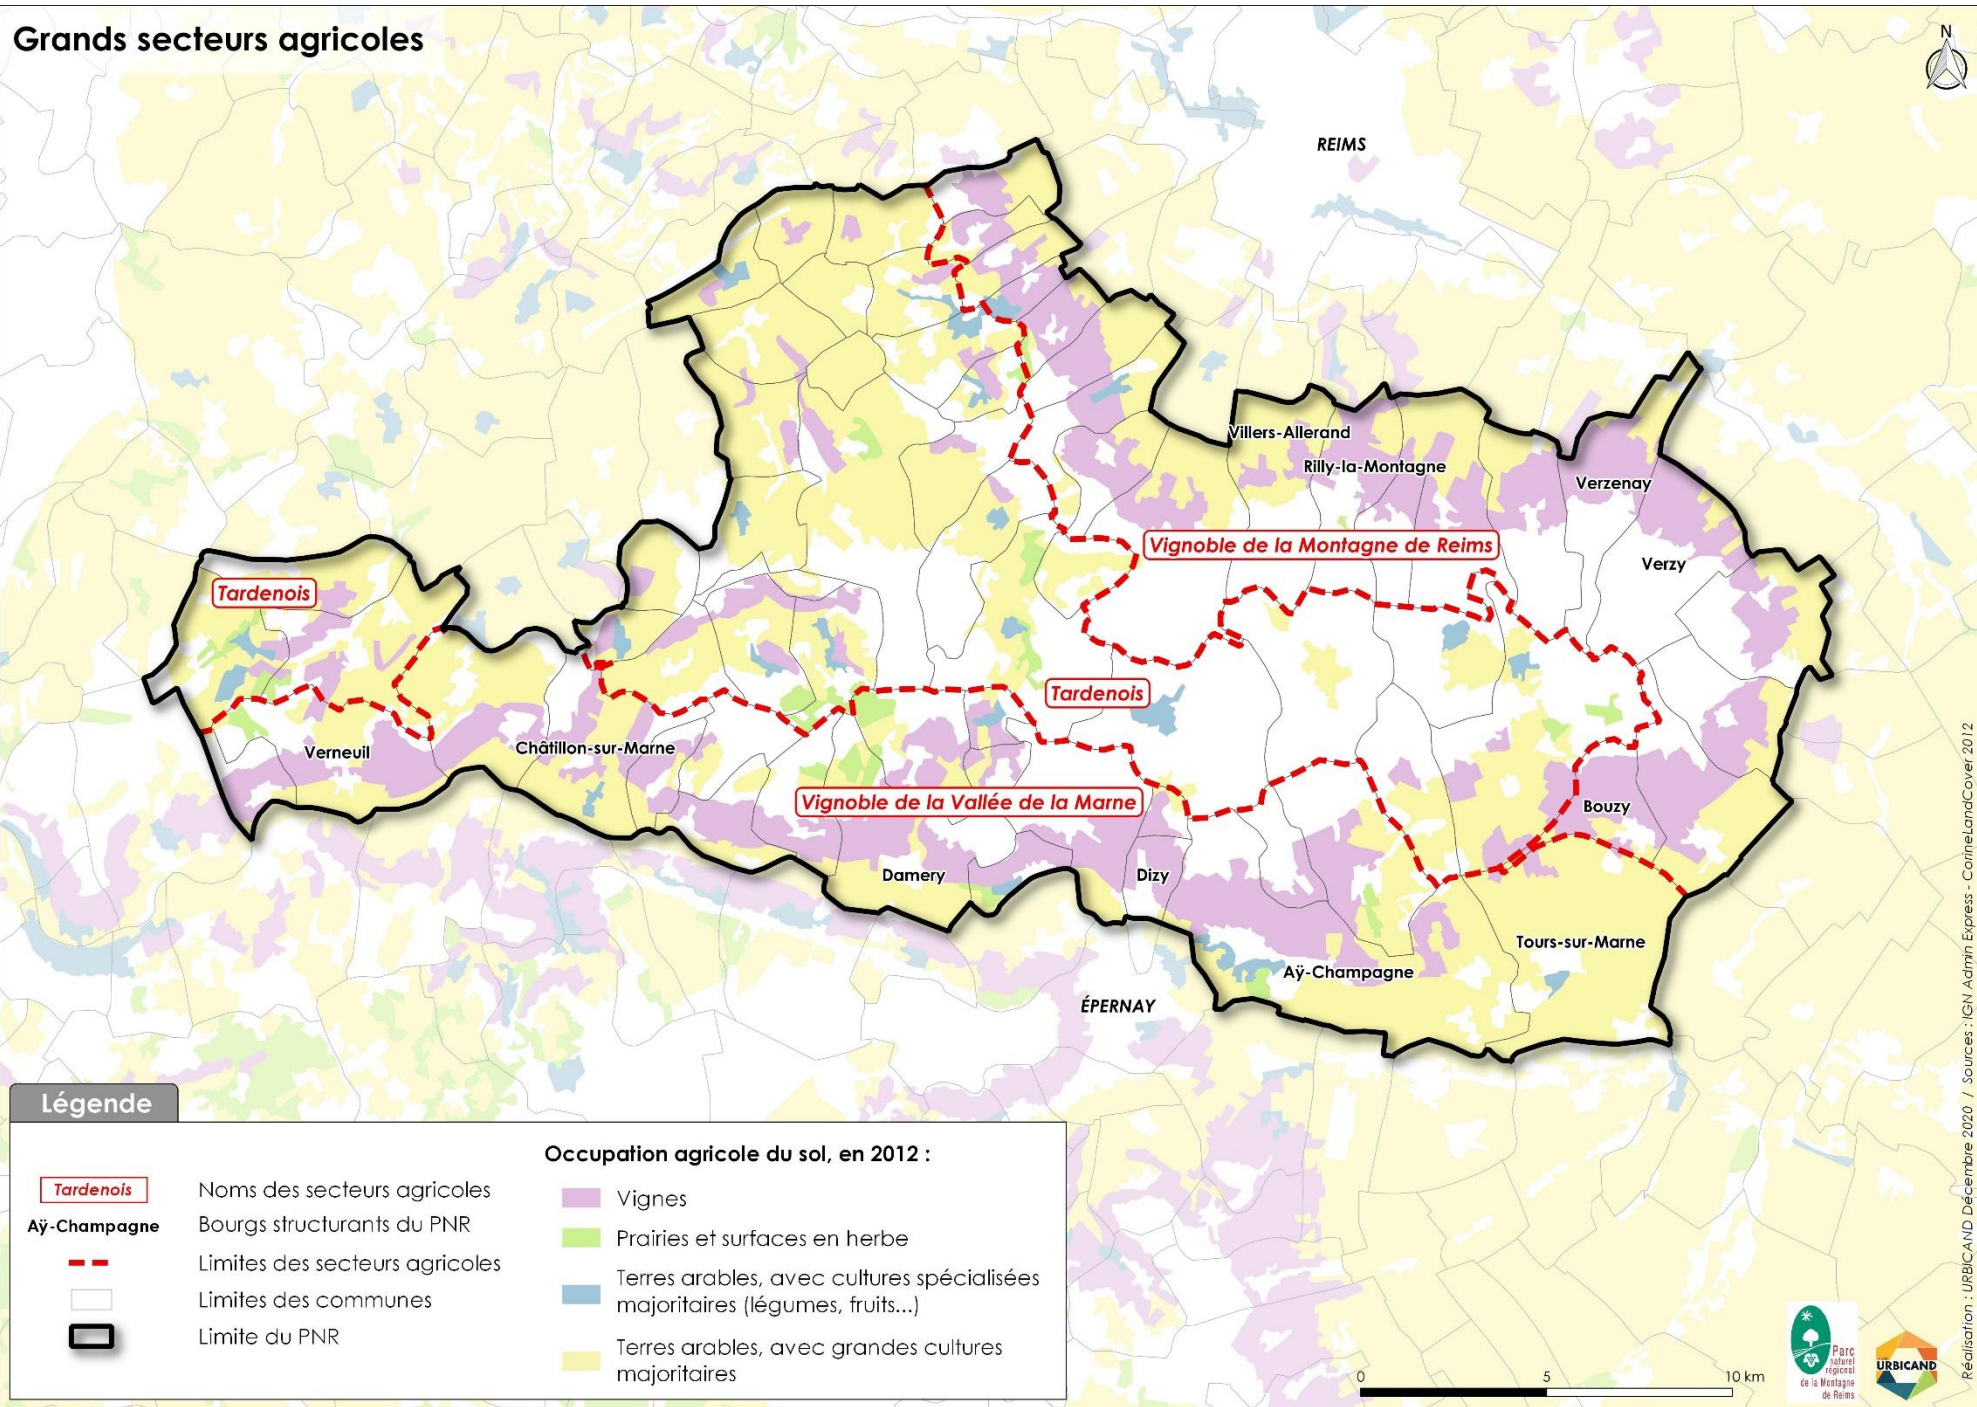 Grands secteurs agricoles
N
REIMS
Villers-Allerand
Rilly-la-Montagne
Verzenay
Vignoble de la Montagne de Reims
Verzy
Tardenois
Tardenois
Verneuil
Châtillon-sur-Marne
Vignoble de la Vallée de la Marne
Bouzy
Damery
Dizy
Tours-sur-Marne
Aÿ-Champagne
ÉPERNAY
Légende
Tardenois
Noms des secteurs agricoles
Aÿ-Champagne
Bourgs structurants du PNR
Limites des secteurs agricoles
Limites des communes
Limite du PNR
Occupation agricole du sol, en 2012 :
Vignes
Prairies et surfaces en herbe
Terres arables, avec cultures spécialisées
majoritaires (légumes, fruits...)
Terres arables, avec grandes cultures
majoritaires
0 5 10 km
Parc
naturel
régional
de la Montagne
de Reims
URBICAND
Réalisation : URBICAND Décembre 2020 / Sources : IGN Admin Express - CorineLandCover 2012